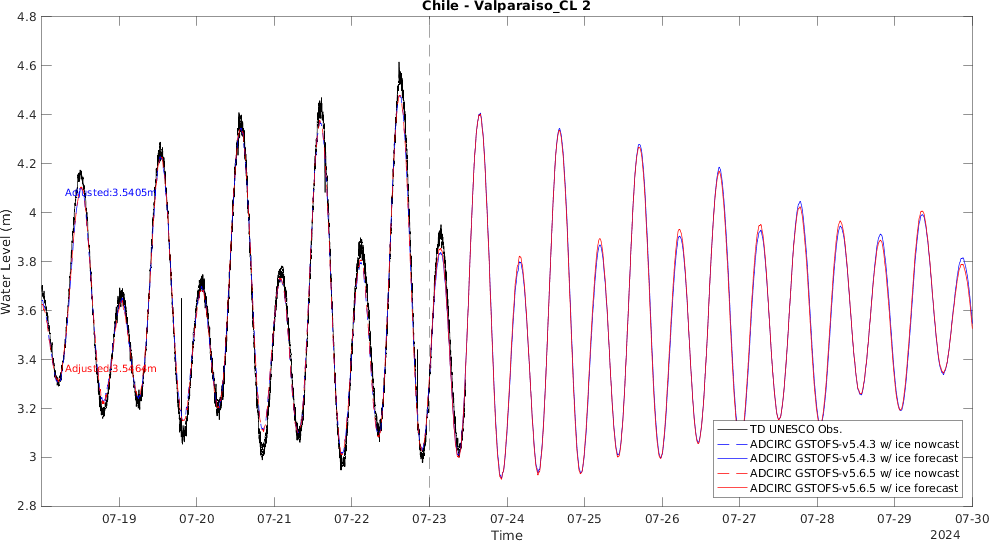 Chile - Valparaiso_CL 2
4.8
4.6
4.4
4.2
4
3.8
3.6
3.4
3.2
3
2.8
Water Level (m)
Adjusted:3.5405m
Adjusted:3.5464m
TD UNESCO Obs.
ADCIRC GSTOFS-v5.4.3 w/ ice nowcast
ADCIRC GSTOFS-v5.4.3 w/ ice forecast
ADCIRC GSTOFS-v5.6.5 w/ ice nowcast
ADCIRC GSTOFS-v5.6.5 w/ ice forecast
07-19 07-20 07-21 07-22 07-23 07-24 07-25 07-26 07-27 07-28 07-29 07-30
Time
2024